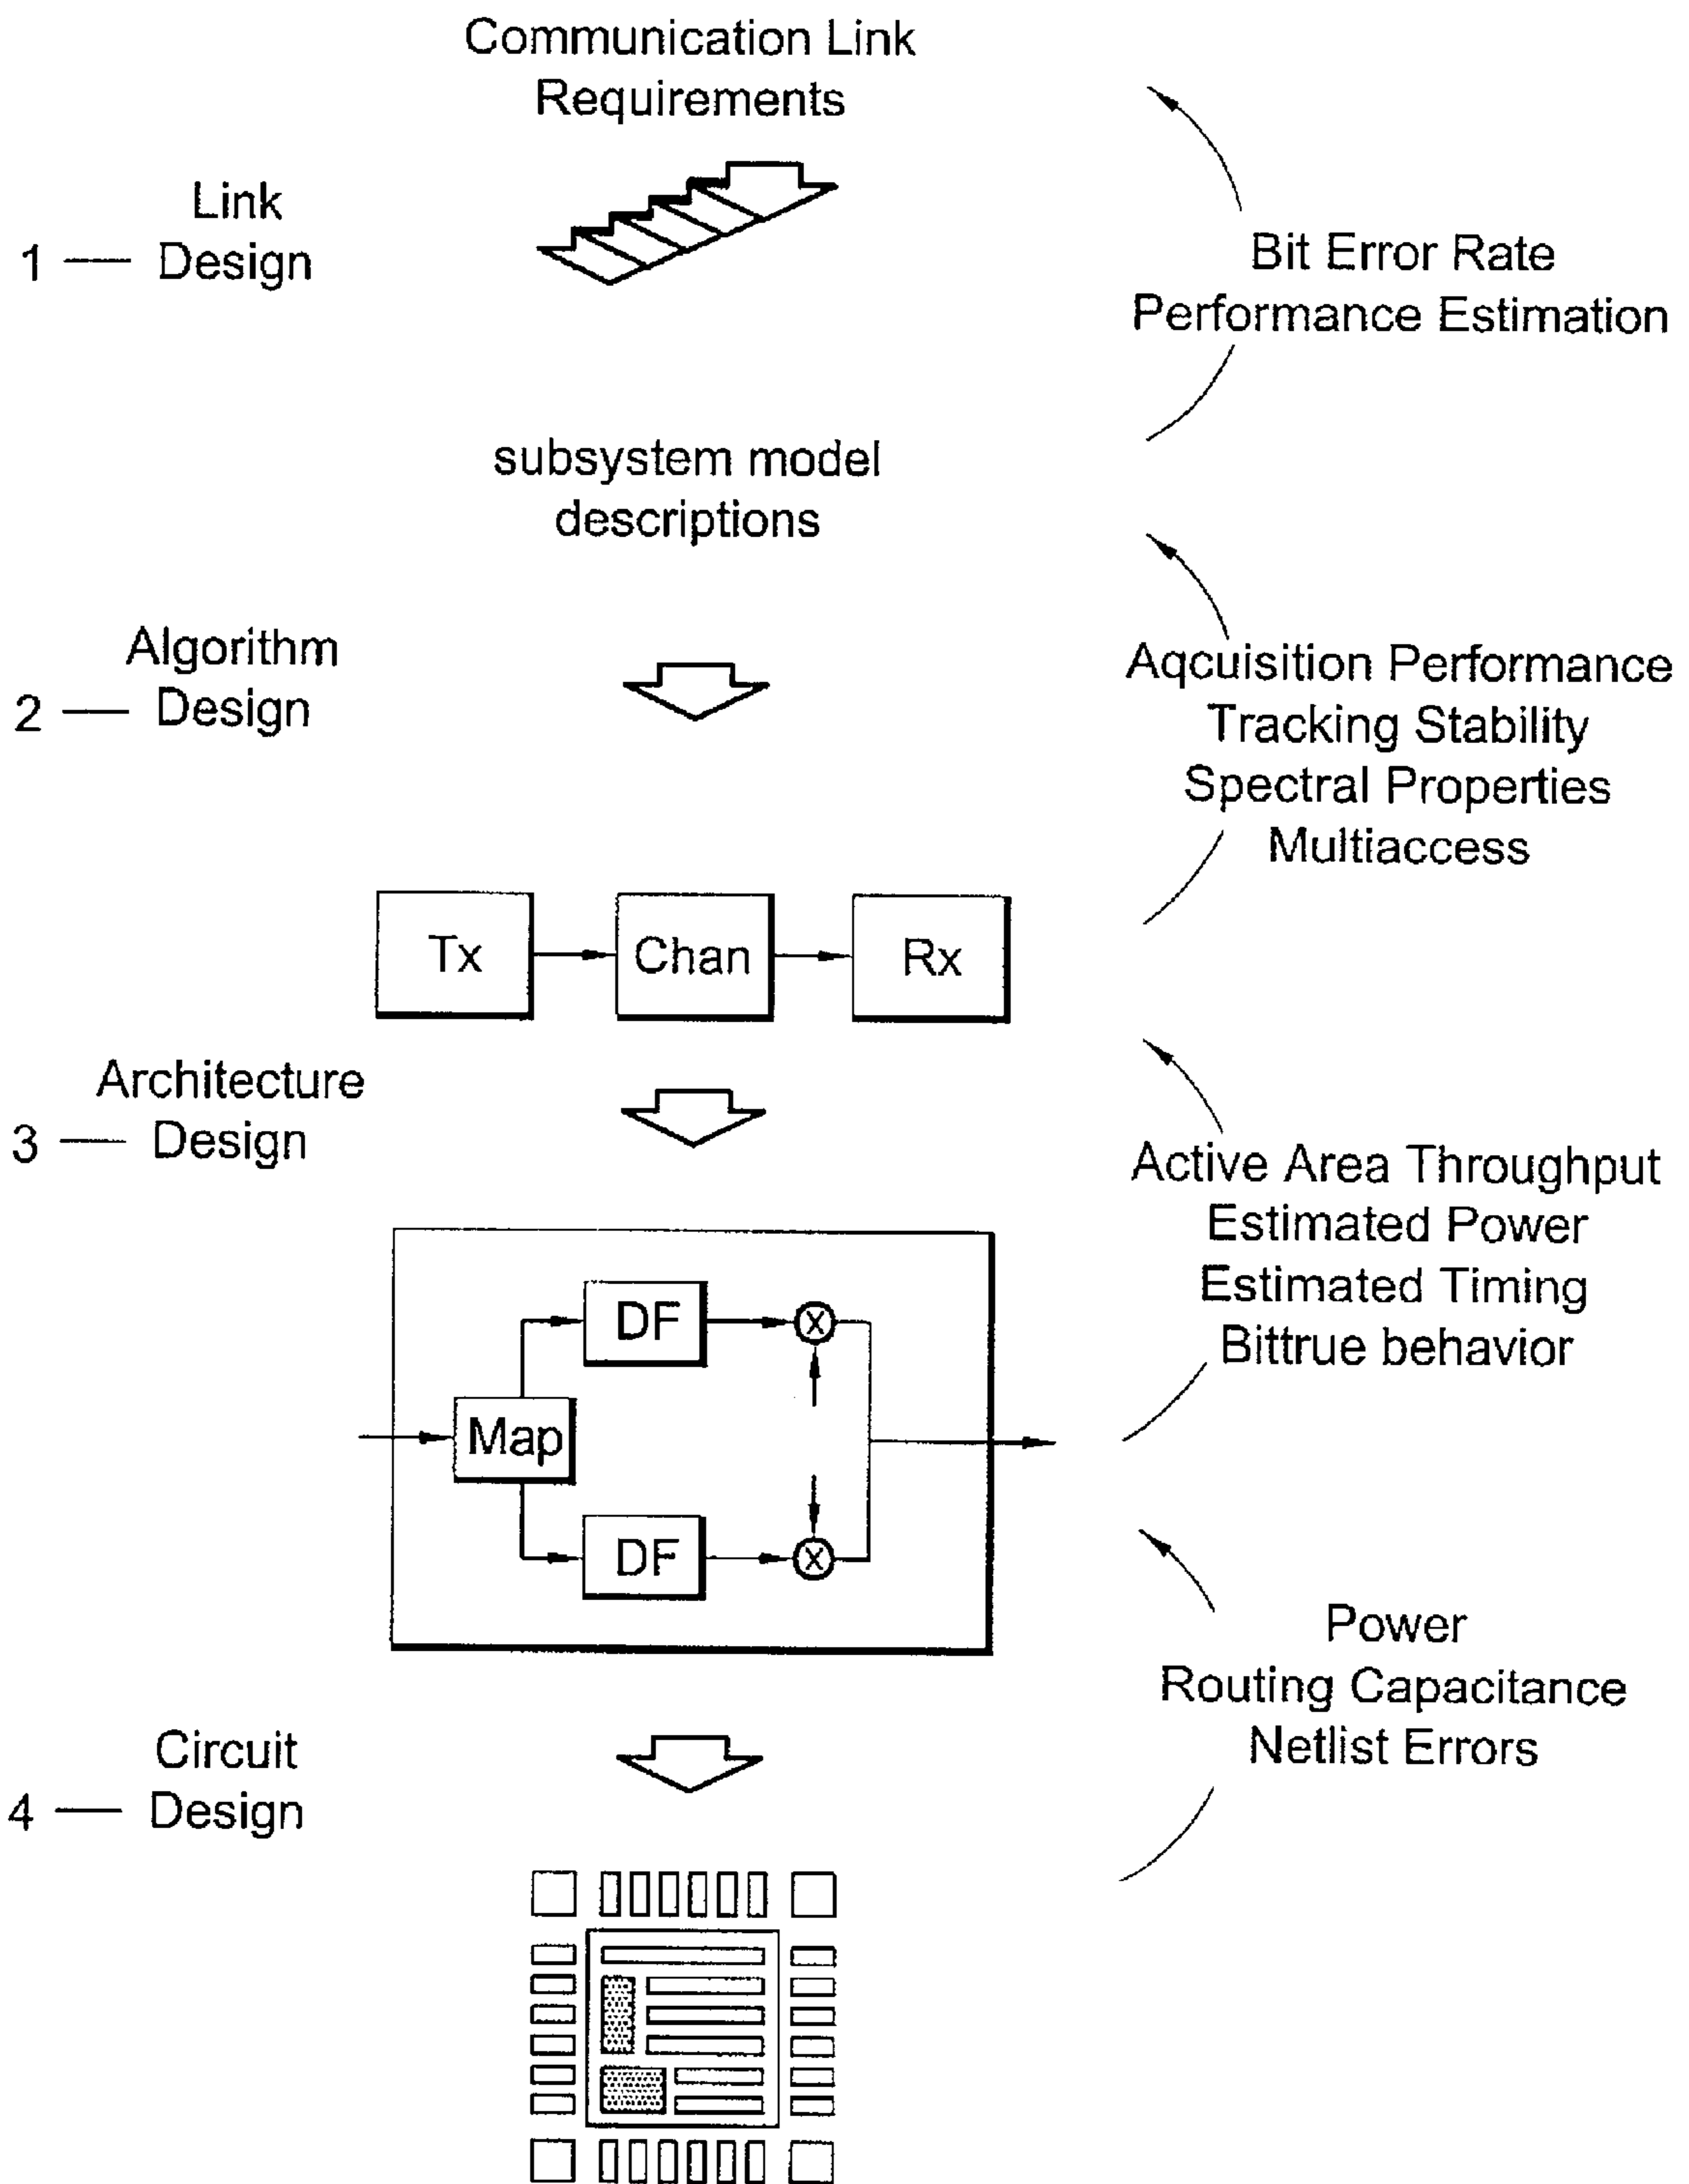 Communication Link
Requirements
Link
1 — Design
Bit Error Rate
Performance Estimation
subsystem model
descriptions
Algorithm
2 — Design
Aqcuisition Performance
Tracking Stability
Spectral Properties
Multiaccess
Tx
Chan
Rx
Architecture
3 — Design
Active Area Throughput
Estimated Power
Estimated Timing
Bittrue behavior
DF
X
Map
DF
X
Power
Routing Capacitance
Netlist Errors
Circuit
4 — Design